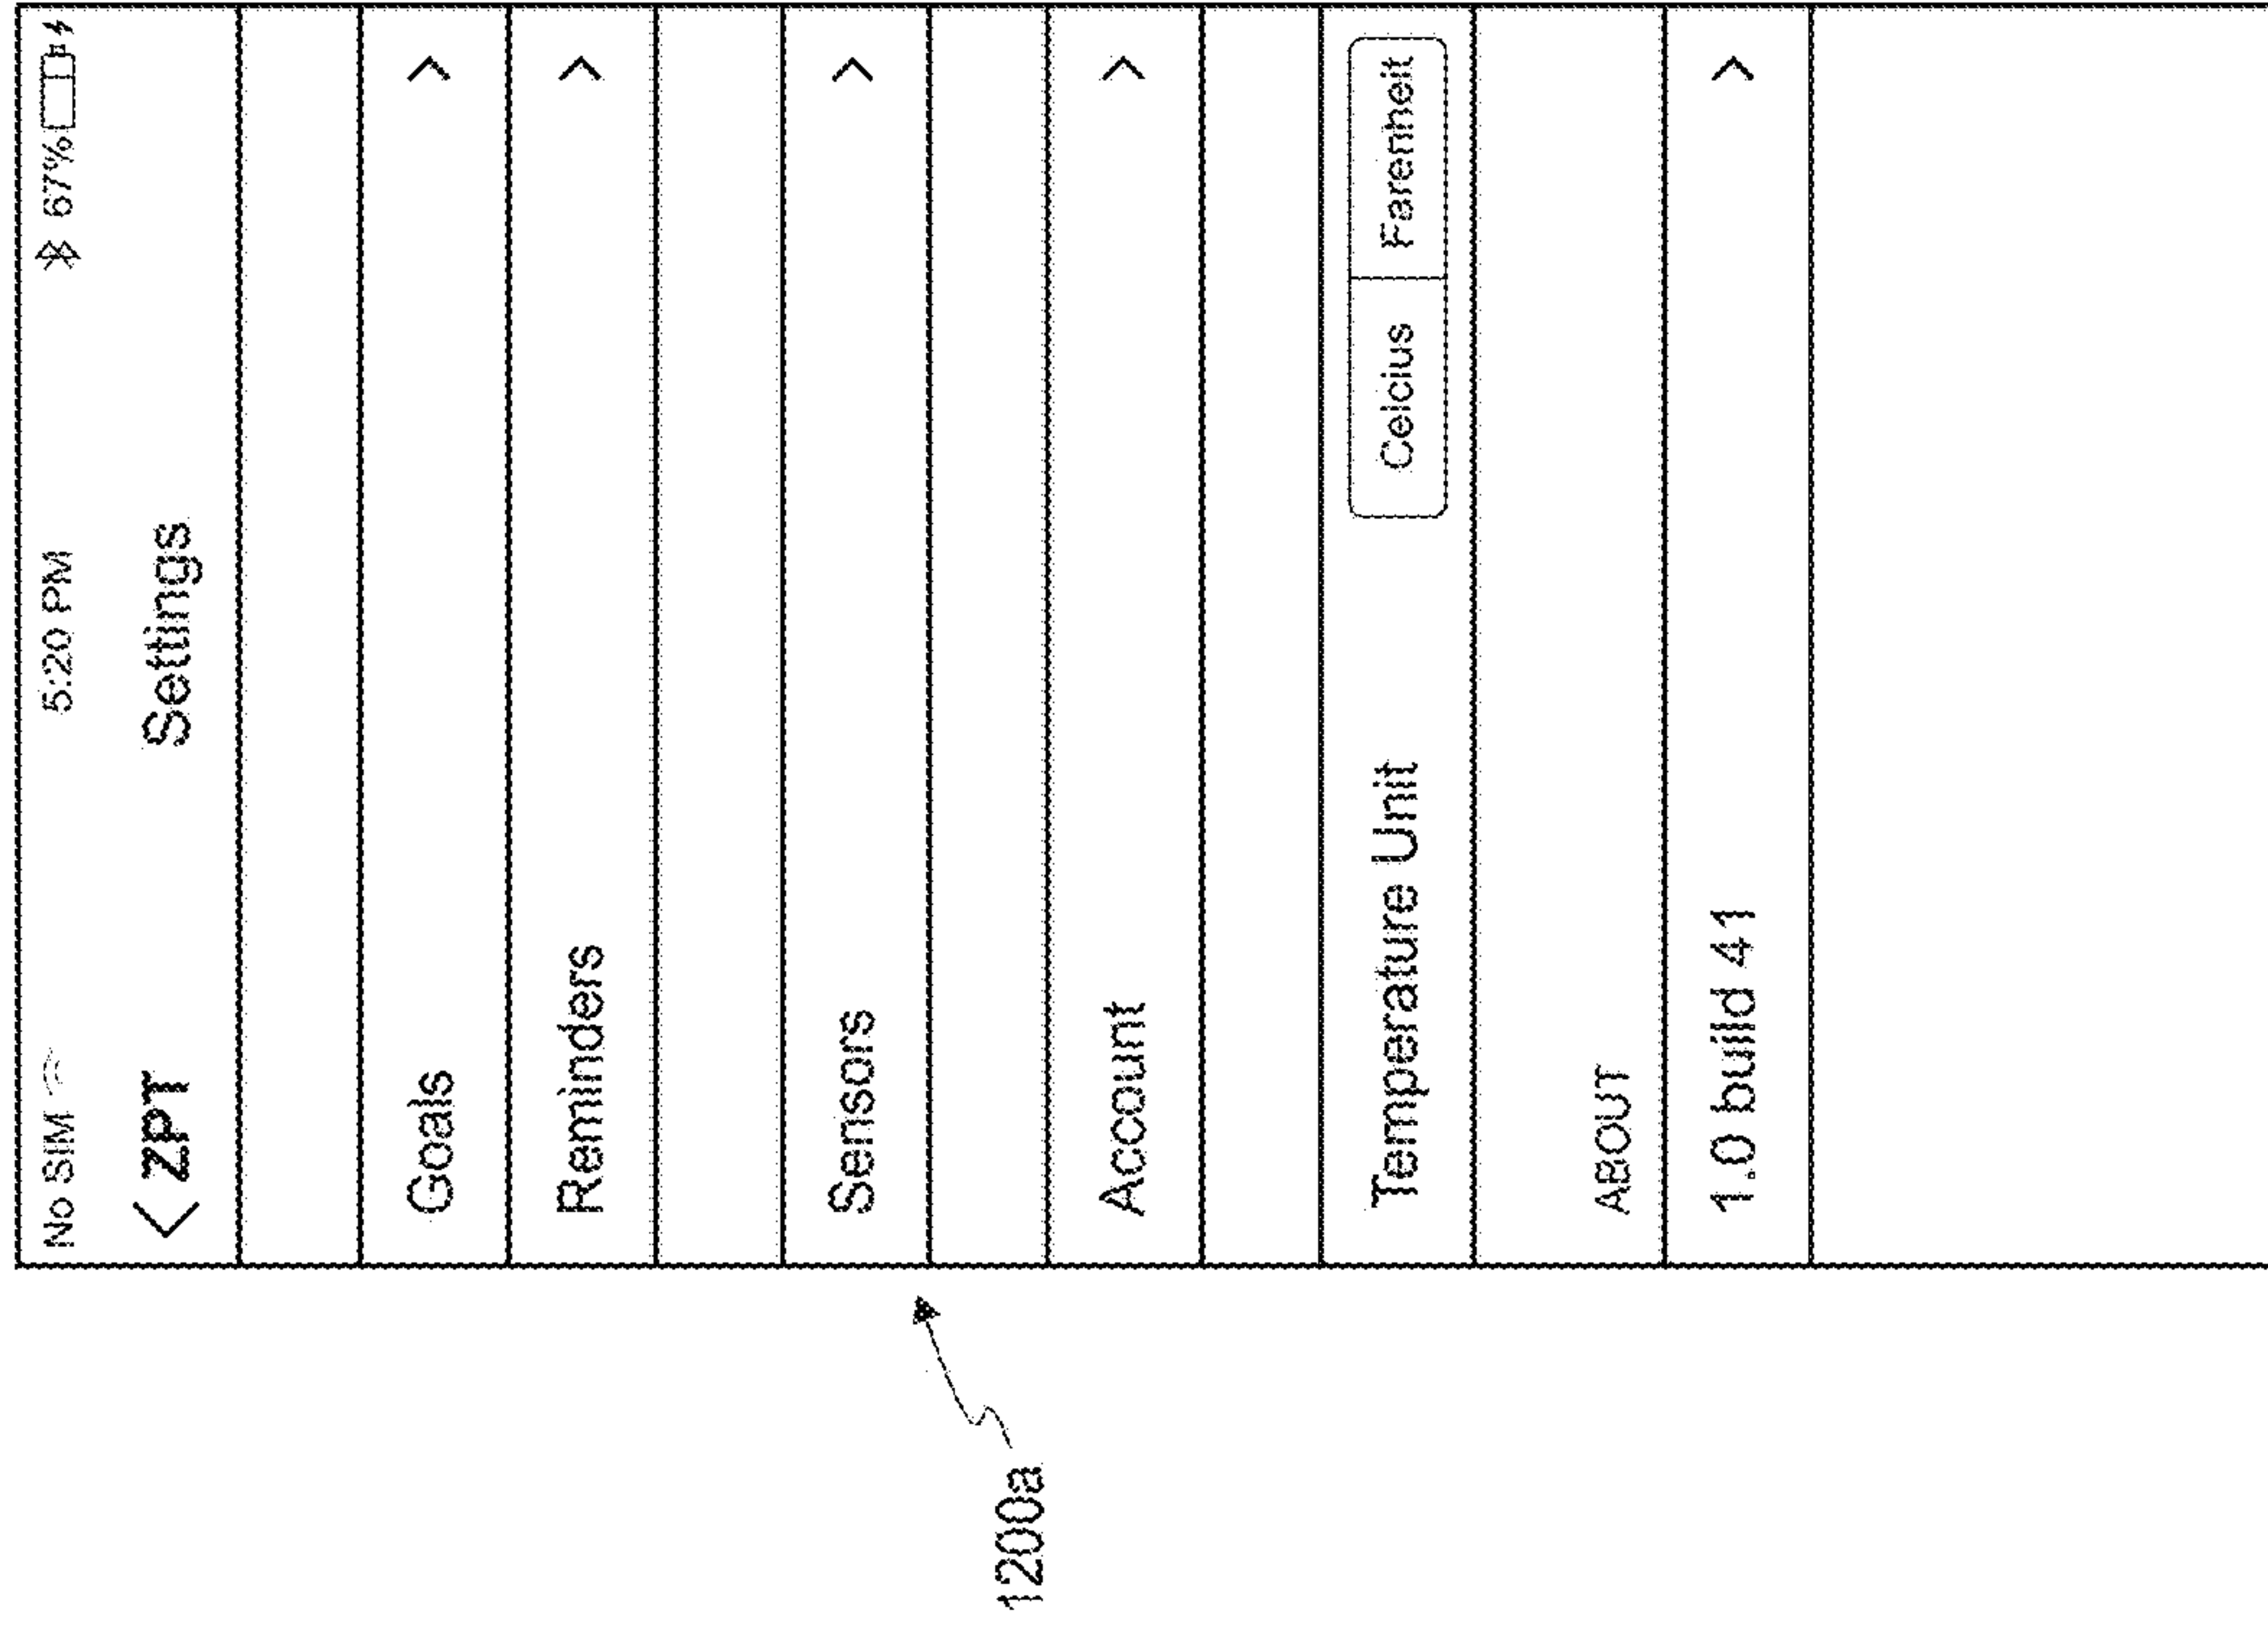 No SIM 5:20 PM 67%
< ZPT Settings
Goals >
Reminders >
Sensors >
Account >
Temperature Unit Celcius Farenheit
ABOUT
1.0 build 41 >
1200a